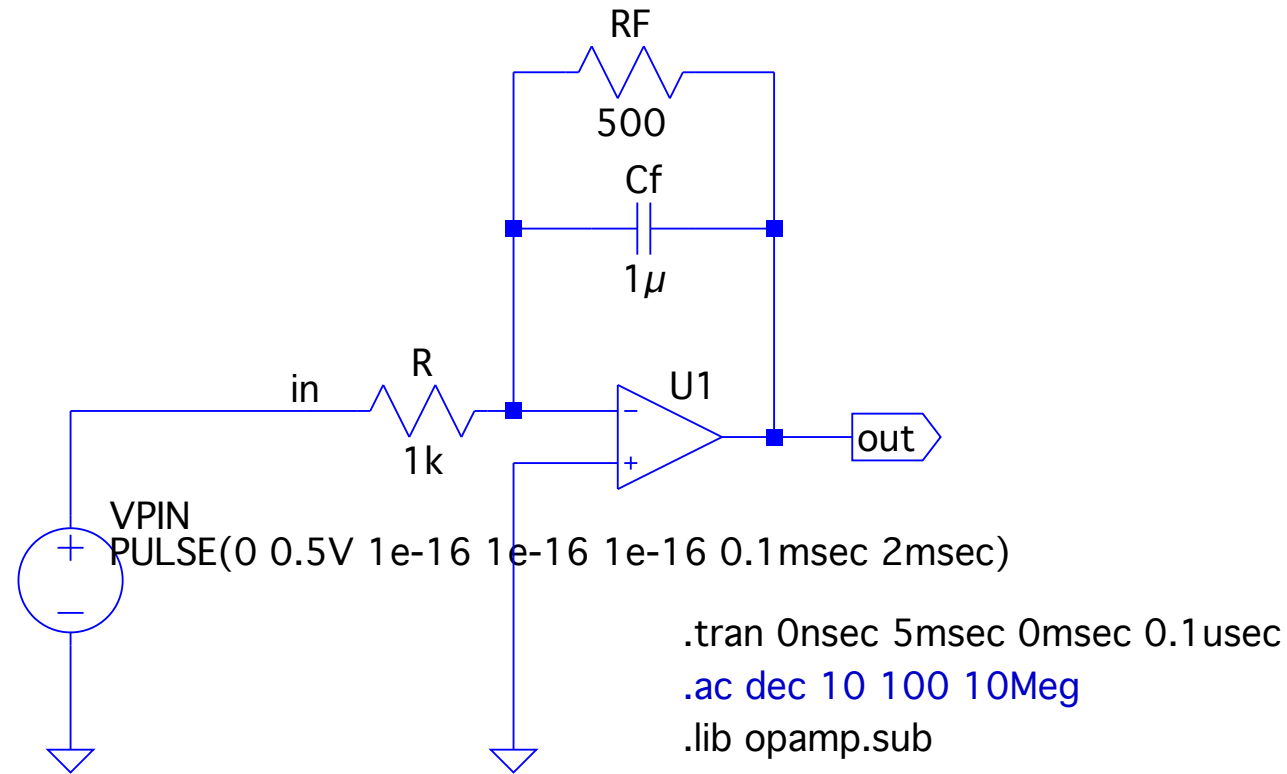 RF
500
Cf
1µ
R
in
U1
1k
out
VPIN
PULSE(0 0.5V 1e-16 1e-16 1e-16 0.1msec 2msec)
.tran 0nsec 5msec 0msec 0.1usec
.ac dec 10 100 10Meg
.lib opamp.sub